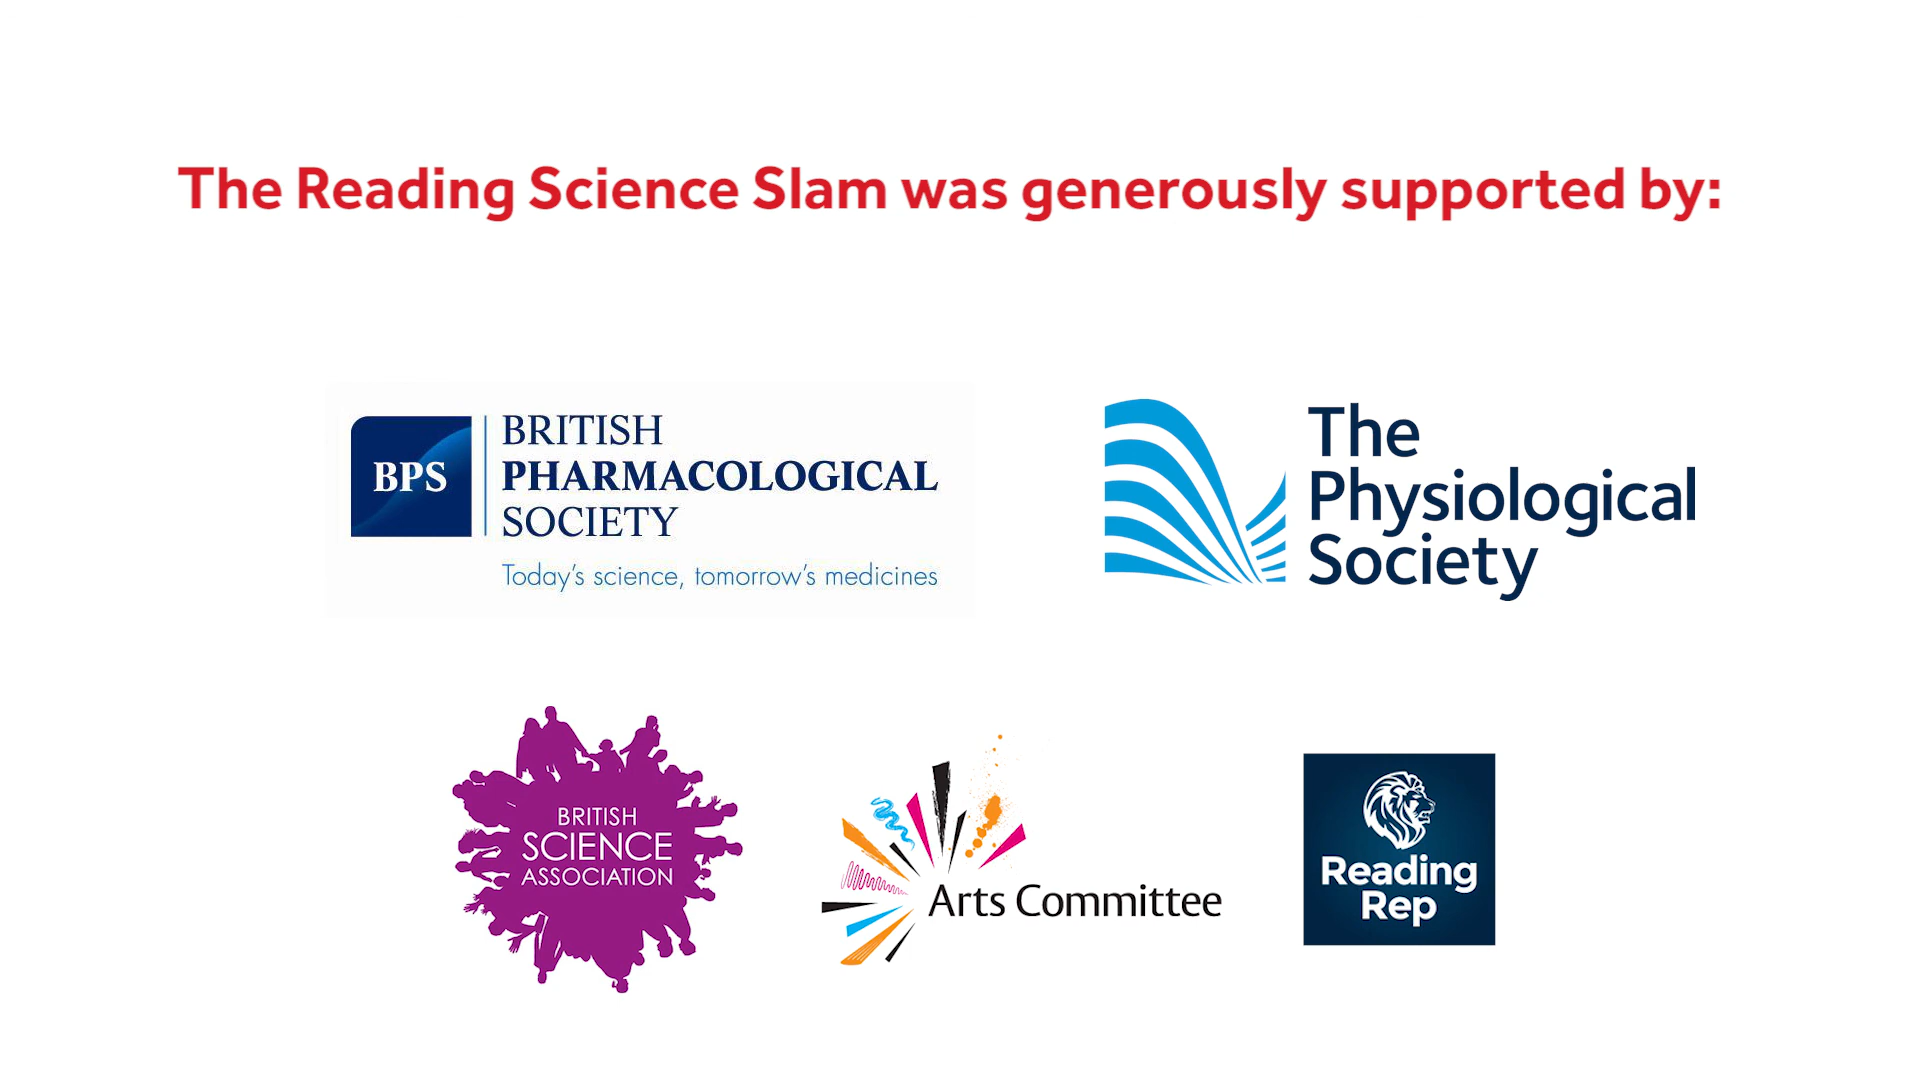 The Reading Science Slam was generously supported by:
BPS
BRITISH
PHARMACOLOGICAL
SOCIETY
Today's science, tomorrow's medicines
The
Physiological
Society
BRITISH
SCIENCE
ASSOCIATION
Arts Committee
Reading
Rep